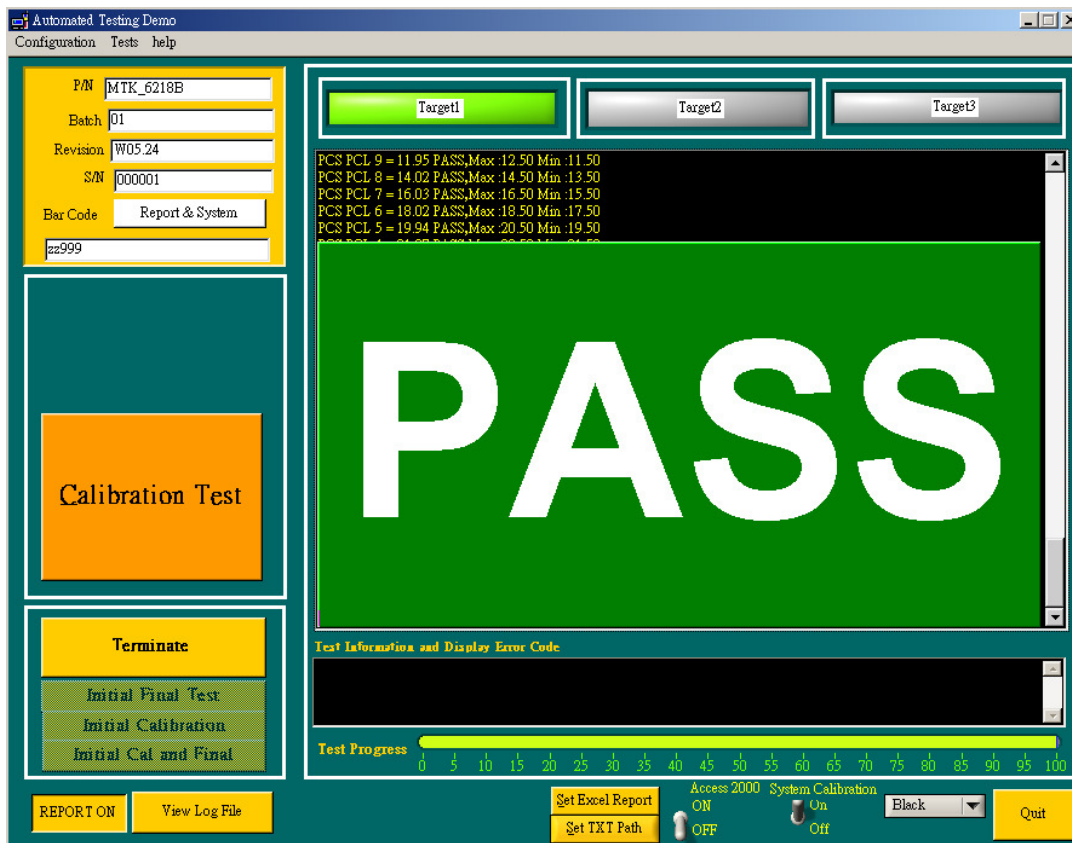 Automated Testing Demo
Configuration Tests help
P/N MTK_6218B
Batch 01
Revision W05.24
S/N 000001
Bar Code Report & System
zz999
Calibration Test
Terminate
Initial Final Test
Initial Calibration
Initial Cal and Final
REPORT ON
View Log File
Target1 Target2 Target3
PCS PCL 9 = 11.95 PASS,Max :12.50 Min :11.50
PCS PCL 8 = 14.02 PASS,Max :14.50 Min :13.50
PCS PCL 7 = 16.03 PASS,Max :16.50 Min :15.50
PCS PCL 6 = 18.02 PASS,Max :18.50 Min :17.50
PCS PCL 5 = 19.94 PASS,Max :20.50 Min :19.50
PASS
Test Information and Display Error Code
Test Progress
0 5 10 15 20 25 30 35 40 45 50 55 60 65 70 75 80 85 90 95 100
Set Excel Report
Set TXT Path
Access 2000
ON
OFF
System Calibration
On
Off
Black
Quit